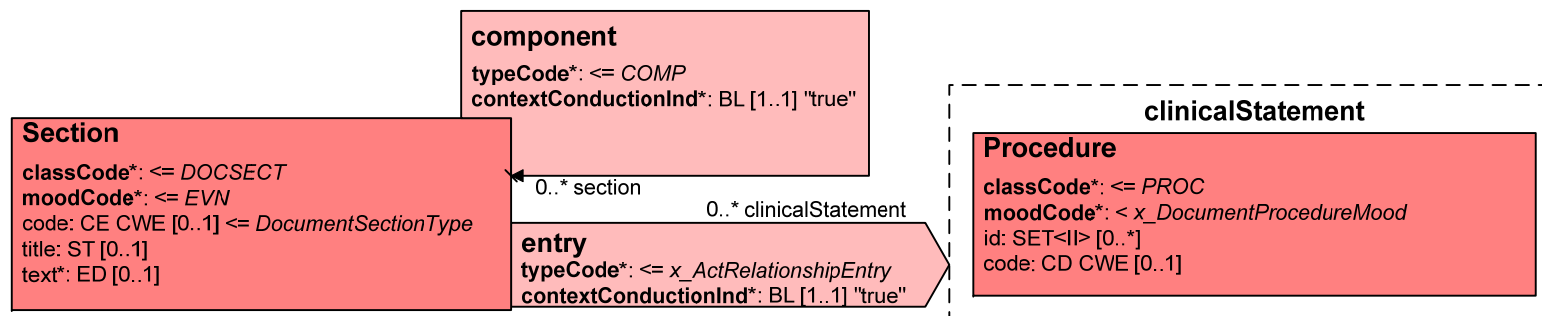 component
typeCode*: <= COMP
contextConductionInd*: BL [1..1] "true"
Section
classCode*: <= DOCSECT
moodCode*: <= EVN
code: CE CWE [0..1] <= DocumentSectionType
title: ST [0..1]
text*: ED [0..1]
0..* section
0..* clinicalStatement
entry
typeCode*: <= x_ActRelationshipEntry
contextConductionInd*: BL [1..1] "true"
clinicalStatement
Procedure
classCode*: <= PROC
moodCode*: < x_DocumentProcedureMood
id: SET<II> [0..*]
code: CD CWE [0..1]